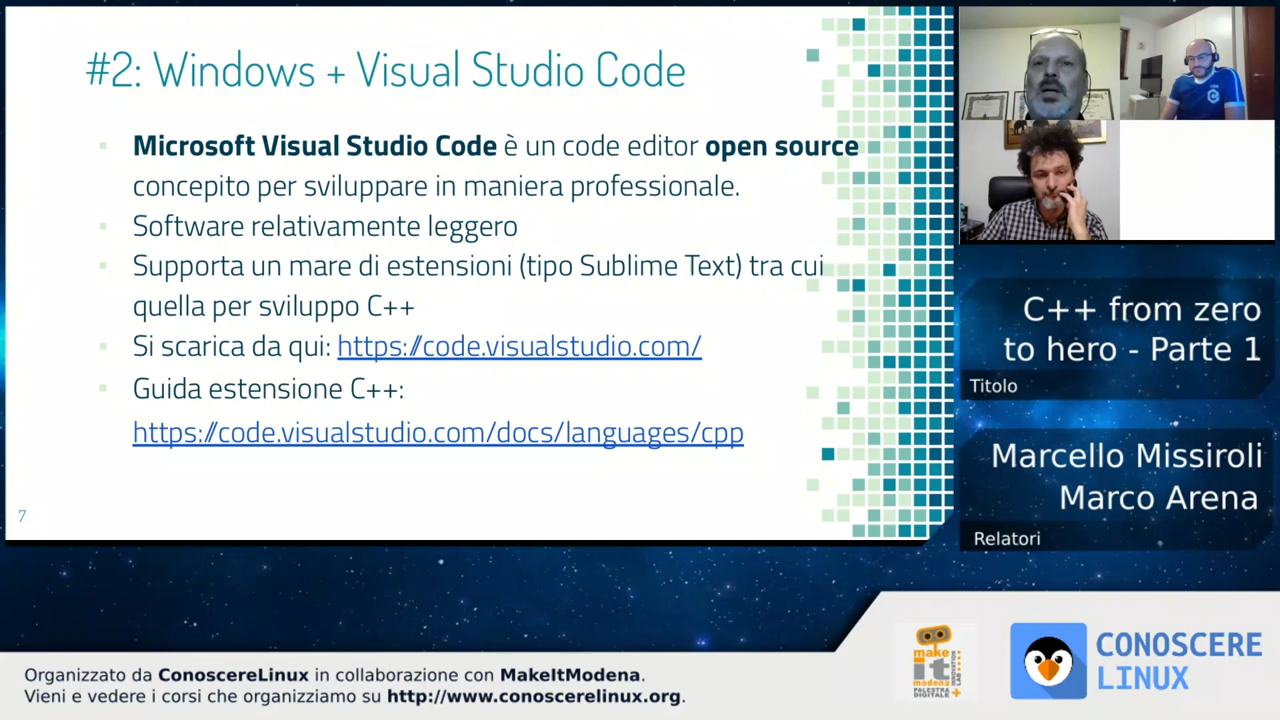 #2: Windows + Visual Studio Code
Microsoft Visual Studio Code è un code editor open source
concepito per sviluppare in maniera professionale.
Software relativamente leggero
Supporta un mare di estensioni (tipo Sublime Text) tra cui
quella per sviluppo C++
Si scarica da qui: https://code.visualstudio.com/
Guida estensione C++:
https://code.visualstudio.com/docs/languages/cpp
7
C++ from zero
to hero - Parte 1
Titolo
Marcello Missiroli
Marco Arena
Relatori
make
it
modena
PALESTRA
DIGITALE
INNOVATION
LAB
CONOSCERE
LINUX
Organizzato da ConoscereLinux in collaborazione con MakeItModena.
Vieni e vedere i corsi che organizziamo su http://www.conoscerelinux.org.